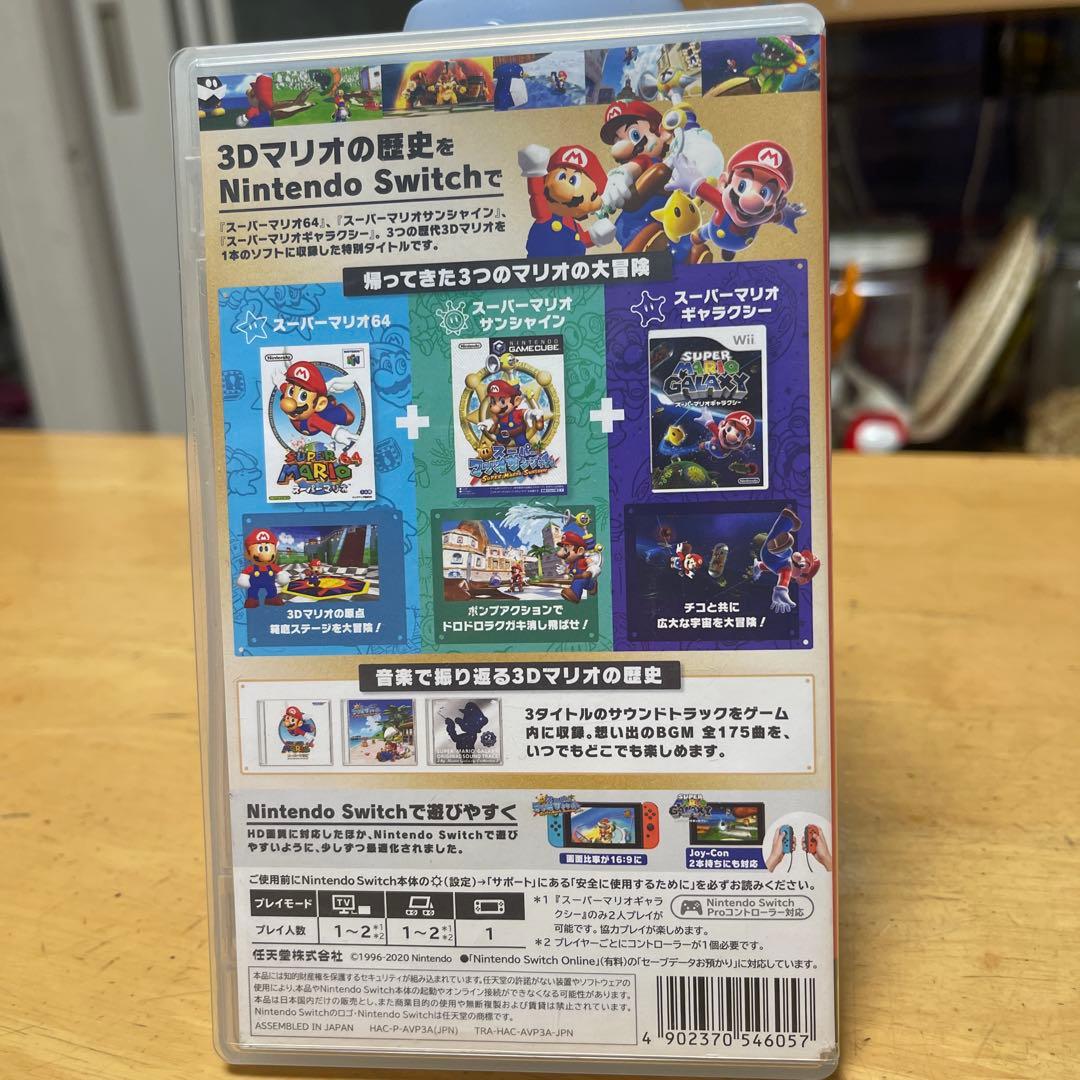 3Dマリオの歴史を
Nintendo Switchで
『スーパーマリオ64』、『スーパーマリオサンシャイン』、
『スーパーマリオギャラクシー』。3つの歴代3Dマリオを
1本のソフトに収録した特別タイトルです。
帰ってきた3つのマリオの大冒険
スーパーマリオ64
スーパーマリオ
サンシャイン
スーパーマリオ
ギャラクシー
Nintendo
SUPER
MARIO 64
スーパーマリオ
+
NINTENDO
GAMECUBE
スーパー
マリオサンシャイン
SUPER MARIO SUNSHINE
+
Wii
SUPER
MARIO
GALAXY
スーパーマリオギャラクシー
Nintendo
3Dマリオの原点
箱庭ステージを大冒険!
ポンプアクションで
ドロドロラクガキ消し飛ばせ!
チコと共に
広大な宇宙を大冒険!
音楽で振り返る3Dマリオの歴史
SUPER MARIO GALAXY
ORIGINAL SOUND TRACK
3タイトルのサウンドトラックをゲーム
内に収録。想い出のBGM 全175曲を、
いつでもどこでも楽しめます。
Nintendo Switchで遊びやすく
HD画質に対応したほか、Nintendo Switchで遊び
やすいように、少しずつ最適化されました。
画面比率が16:9に
SUPER
MARIO
GALAXY
Joy-Con
2本持ちにも対応
ご使用前にNintendo Switch本体の(設定)→「サポート」にある「安全に使用するために」を必ずお読みください。
プレイモード TV
プレイ人数 1～2 *1 *2 1～2 *1 *2 1
*1 『スーパーマリオギャラ
クシー』のみ2人プレイが
可能です。協力プレイが楽しめます。
*2 プレイヤーごとにコントローラーが1個必要です。
Nintendo Switch
Proコントローラー対応
任天堂株式会社 ©1996-2020 Nintendo ●「Nintendo Switch Online」(有料)の「セーブデータお預かり」に対応しています。
本品には知的財産権を保護するセキュリティが組み込まれています。任天堂の許諾がない装置やソフトウェアの
使用により、本品やNintendo Switch本体の起動やオンライン接続ができなくなる可能性があります。
本品は日本国内だけの販売とし、また商業目的の使用や無断複製および賃貸は禁止されています。
Nintendo Switchのロゴ・Nintendo Switchは任天堂の商標です。
ASSEMBLED IN JAPAN HAC-P-AVP3A(JPN) TRA-HAC-AVP3A-JPN
4 902370 546057